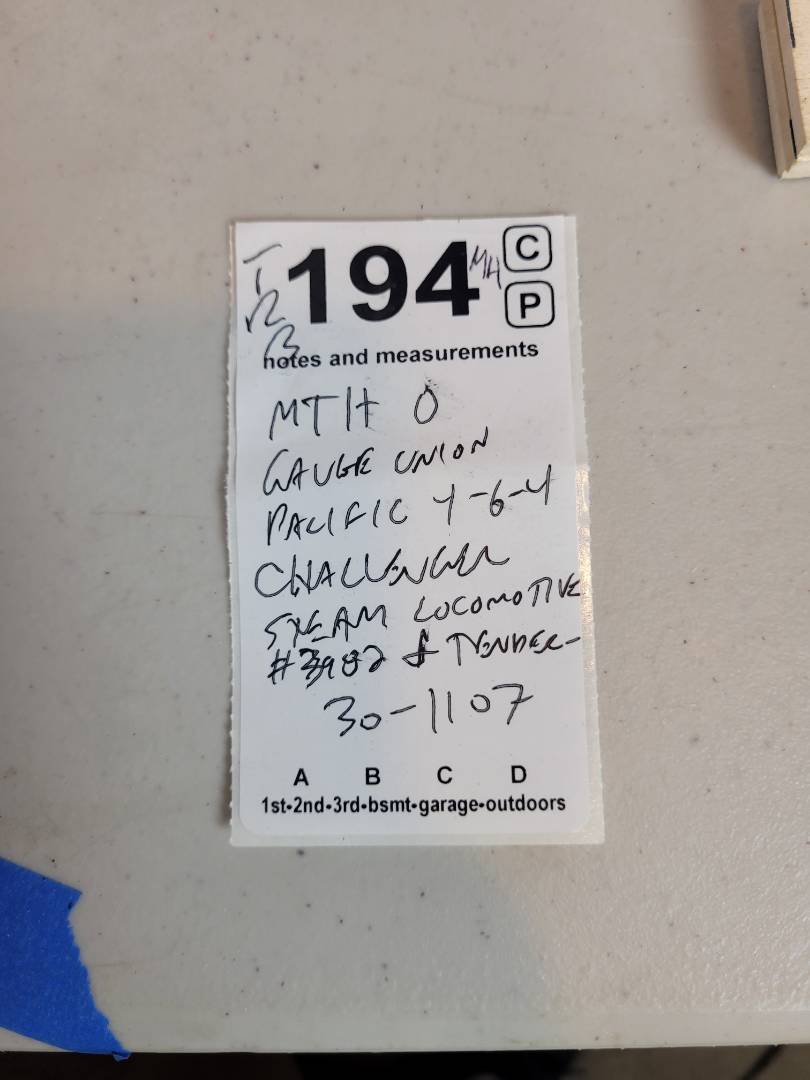 T
R
B
194
MH
C
P
notes and measurements
MTH O
GAUGE UNION
PACIFIC 4-6-4
CHALLENGER
STEAM LOCOMOTIVE
#3982 & TENDER-
30-1107
A B C D
1st-2nd-3rd-bsmt-garage-outdoors